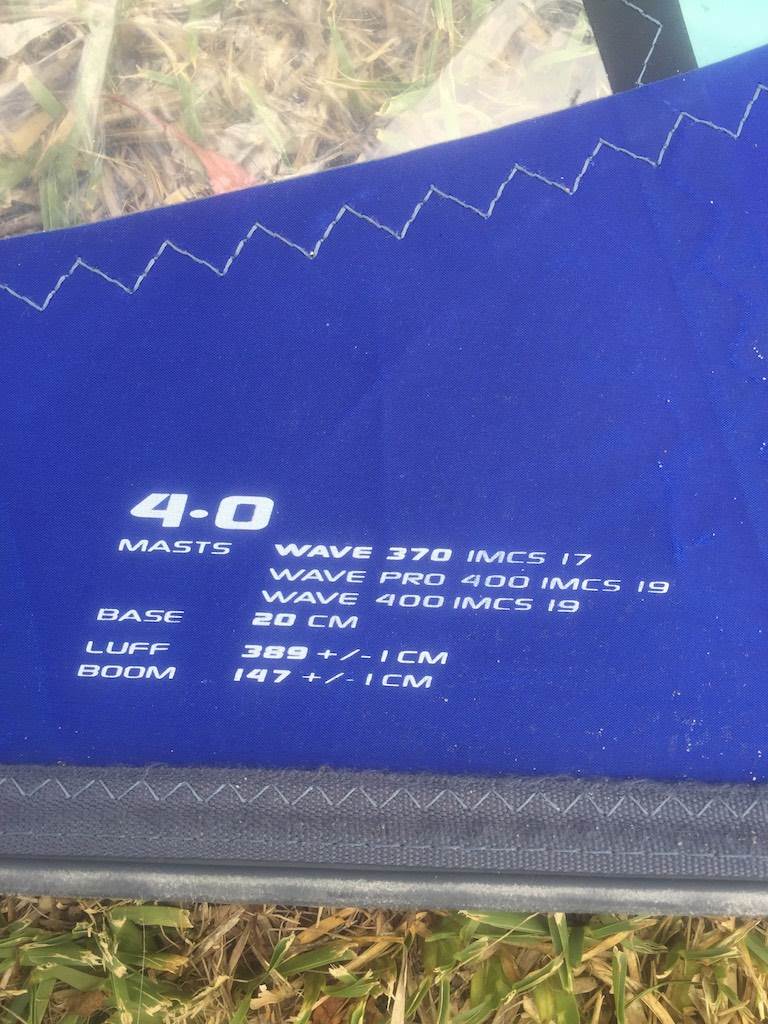 4.0
MASTS WAVE 370 IMCS 17
WAVE PRO 400 IMCS 19
WAVE 400 IMCS 19
BASE 20 CM
LUFF 389 +/- 1 CM
BOOM 147 +/- 1 CM